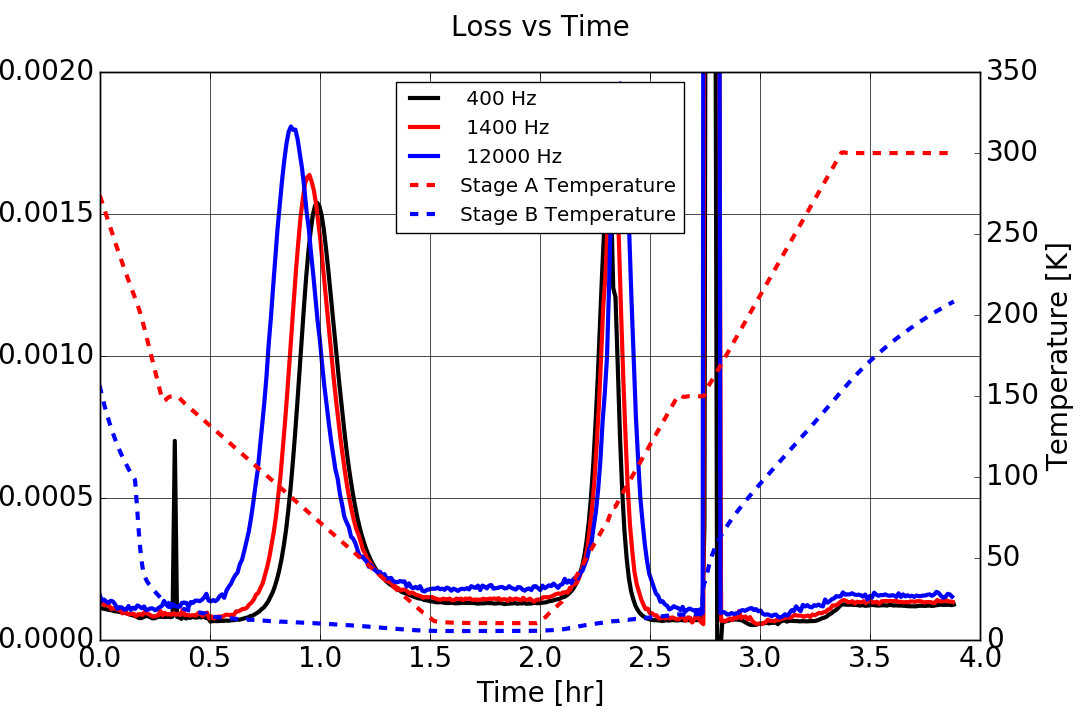 Loss vs Time
0.0020
0.0015
0.0010
0.0005
0.0000
350
300
250
200
150
100
50
0
Temperature [K]
400 Hz
1400 Hz
12000 Hz
Stage A Temperature
Stage B Temperature
0.0 0.5 1.0 1.5 2.0 2.5 3.0 3.5 4.0
Time [hr]